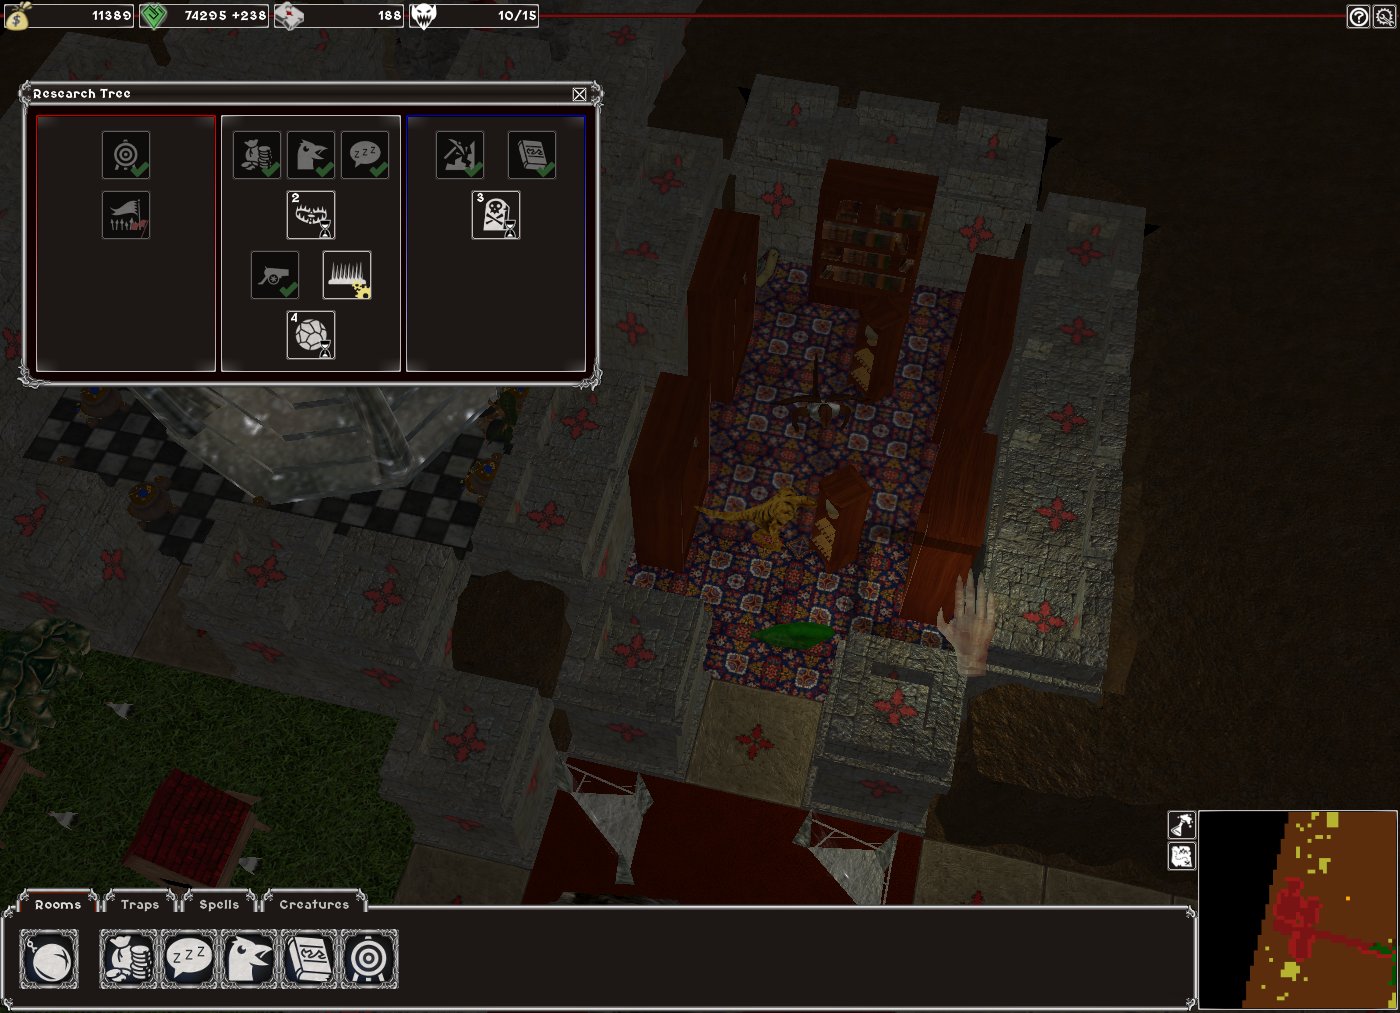 11389
74295 +238
188
10/15
Research Tree
z z z
2
3
4
Rooms
Traps
Spells
Creatures
z z z